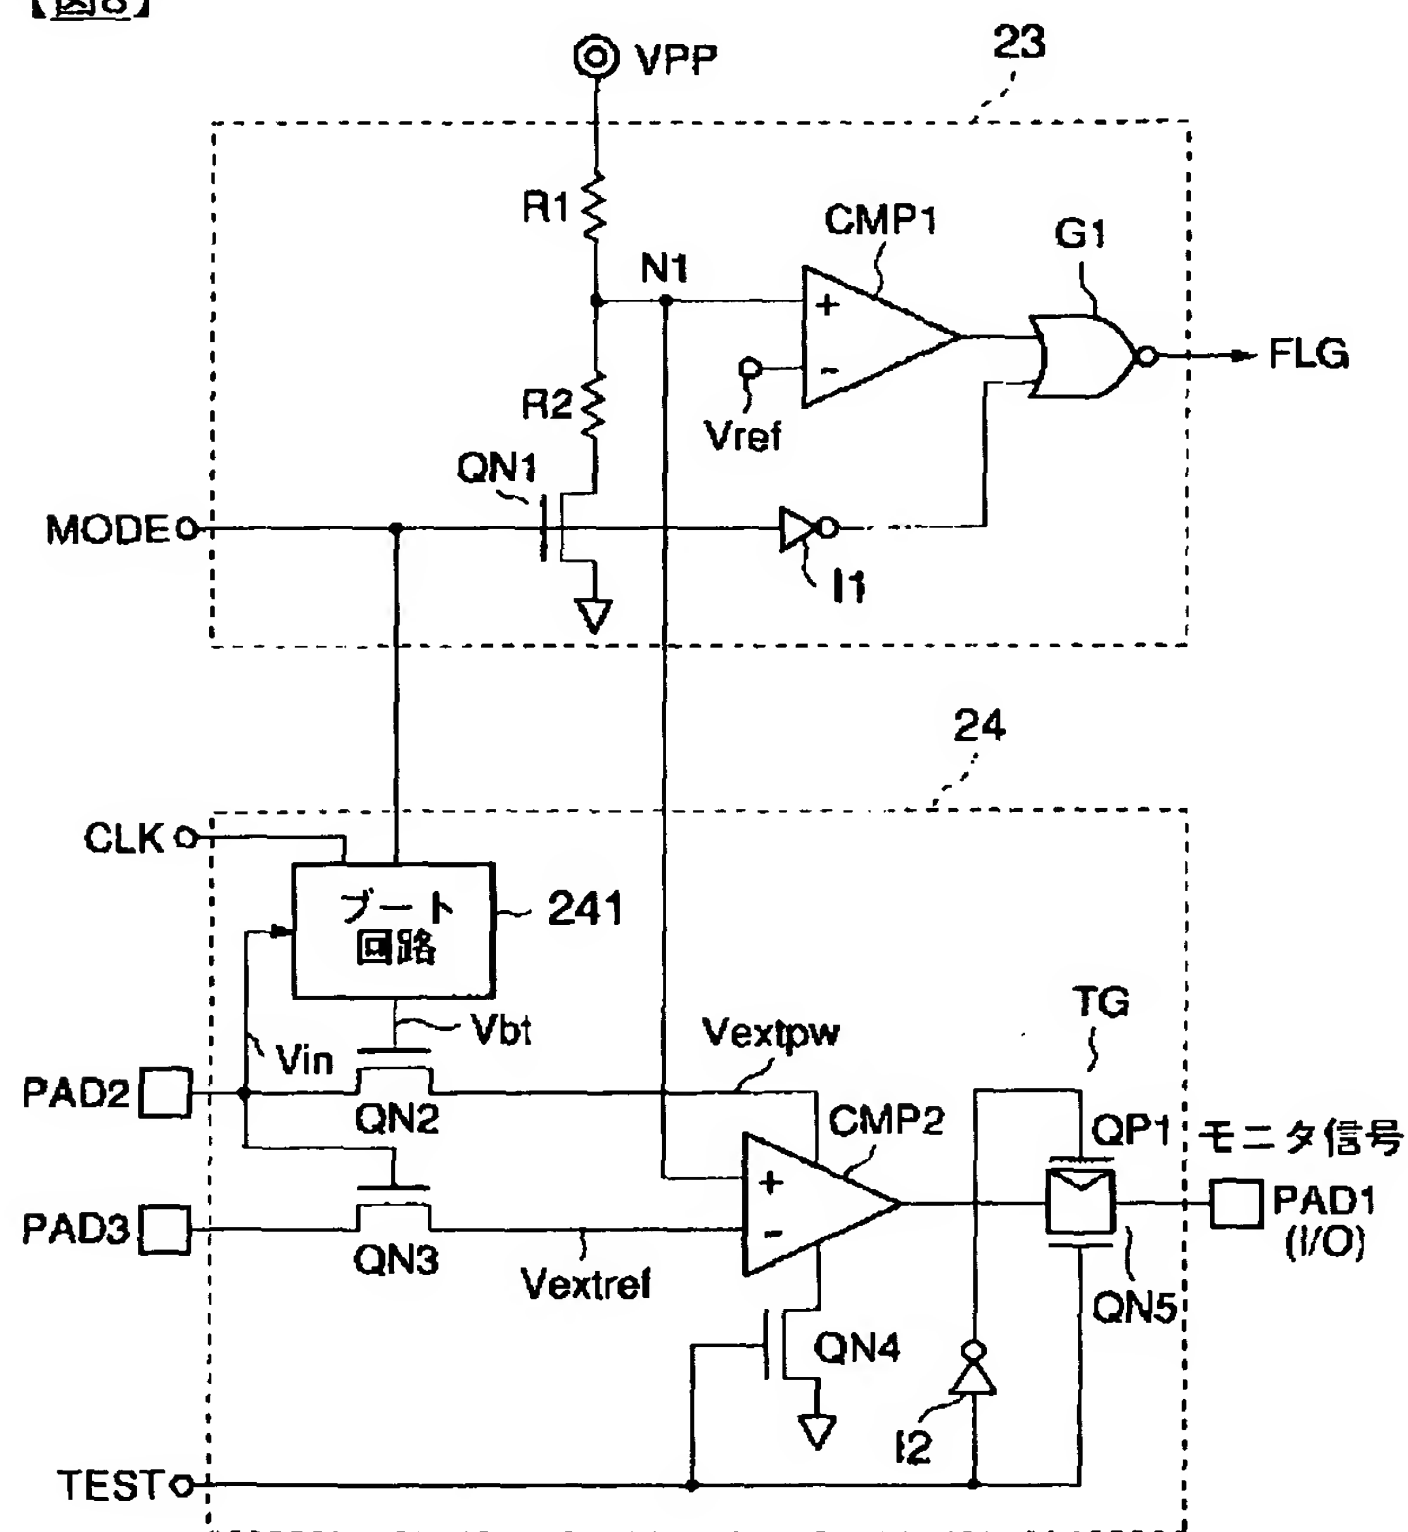 【図8】
VPP
23
R1
CMP1
G1
N1
+
-
FLG
R2
Vref
QN1
MODE
I1
24
CLK
ブート
回路
241
Vbt
TG
Vin
Vextpw
PAD2
QN2
CMP2
QP1
モニタ信号
+
-
PAD1
(I/O)
PAD3
QN3
Vextref
QN5
QN4
I2
TEST